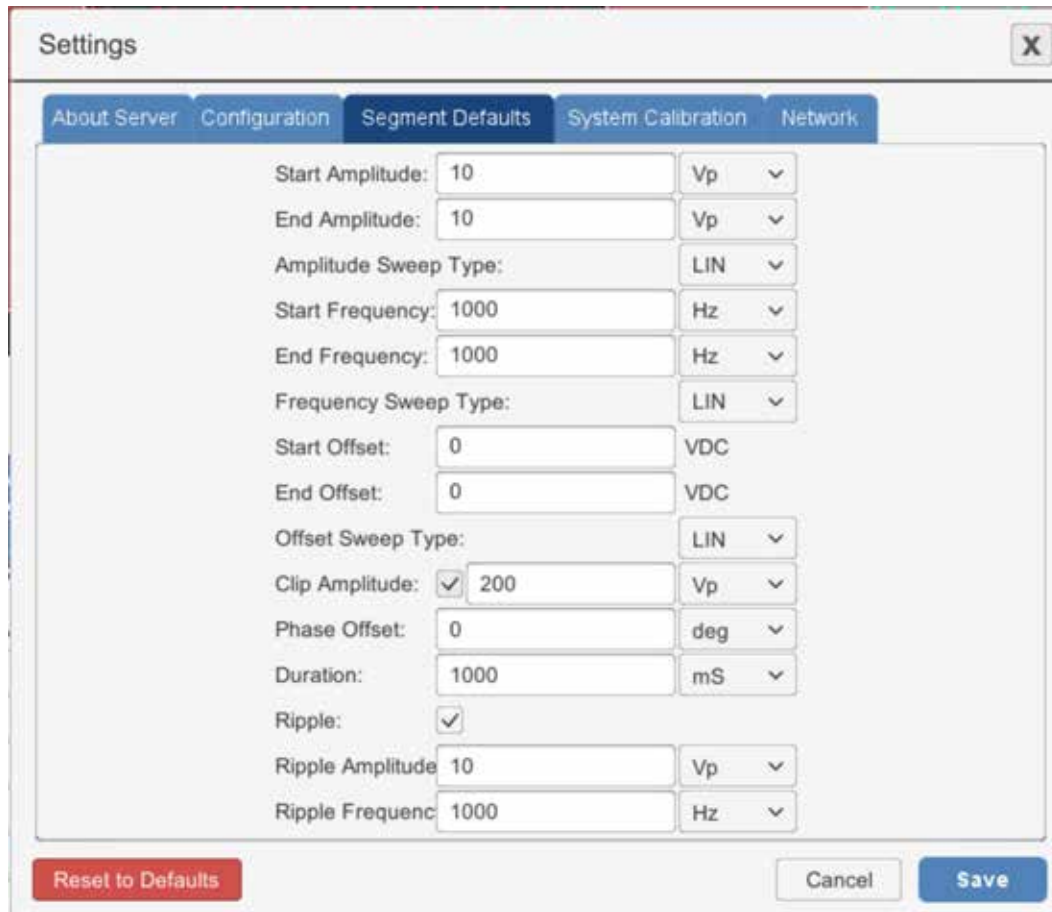 Settings
X
About Server Configuration Segment Defaults System Calibration Network
Start Amplitude: 10 Vp
End Amplitude: 10 Vp
Amplitude Sweep Type: LIN
Start Frequency: 1000 Hz
End Frequency: 1000 Hz
Frequency Sweep Type: LIN
Start Offset: 0 VDC
End Offset: 0 VDC
Offset Sweep Type: LIN
Clip Amplitude: 200 Vp
Phase Offset: 0 deg
Duration: 1000 mS
Ripple:
Ripple Amplitude 10 Vp
Ripple Frequenc 1000 Hz
Reset to Defaults Cancel Save